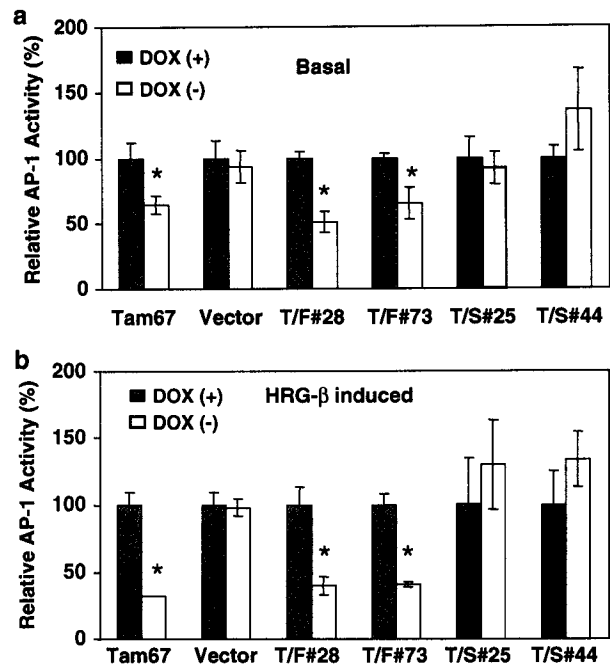 a
200
150
100
50
0
Relative AP-1 Activity (%)
DOX (+)
DOX (-)
Basal
*
*
*
Tam67 Vector T/F#28 T/F#73 T/S#25 T/S#44
b
200
150
100
50
0
Relative AP-1 Activity (%)
DOX (+)
DOX (-)
HRG-β induced
*
*
*
Tam67 Vector T/F#28 T/F#73 T/S#25 T/S#44